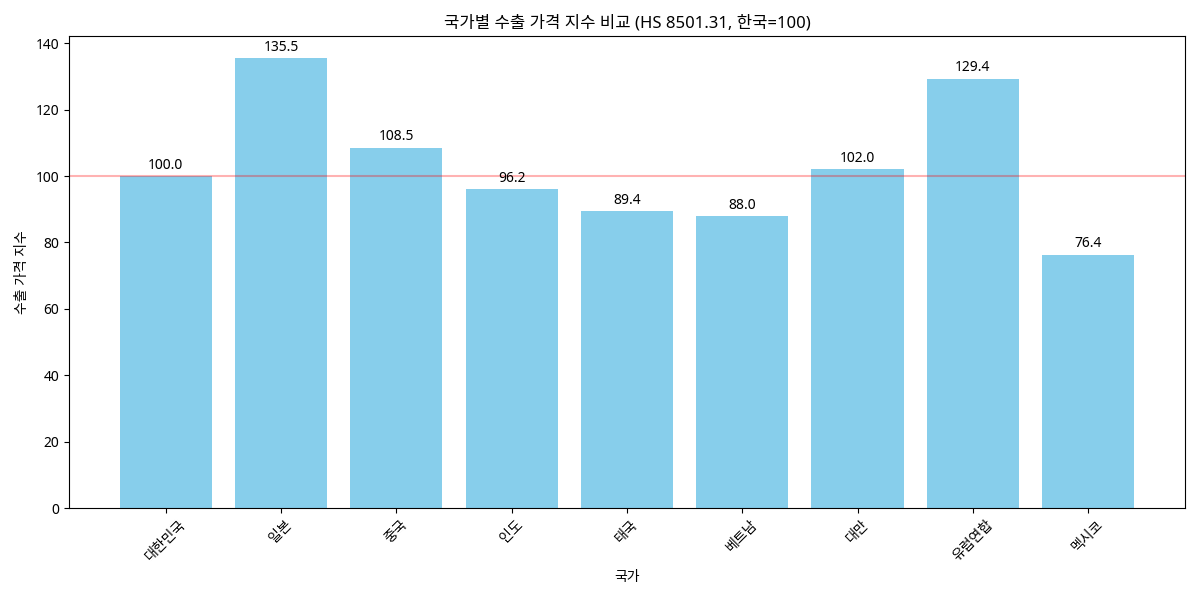 국가별 수출 가격 지수 비교 (HS 8501.31, 한국=100)
수출 가격 지수
140
120
100
80
60
40
20
0
100.0
135.5
108.5
96.2
89.4
88.0
102.0
129.4
76.4
대한민국
일본
중국
인도
태국
베트남
대만
유럽연합
멕시코
국가